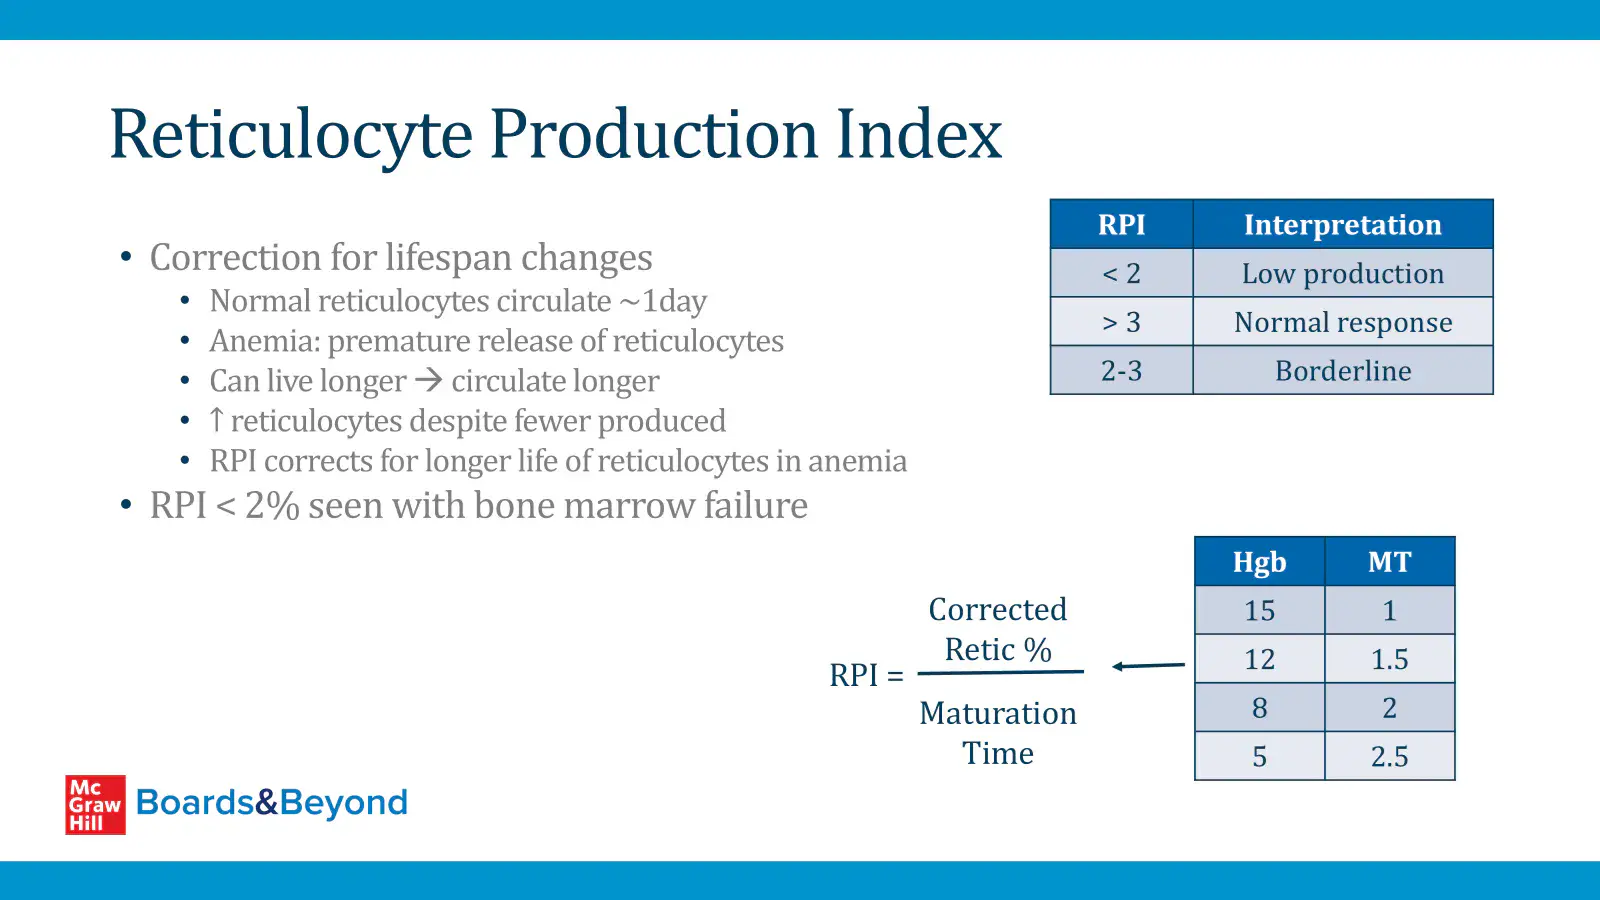 Reticulocyte Production Index
• Correction for lifespan changes
• Normal reticulocytes circulate ~1day
• Anemia: premature release of reticulocytes
• Can live longer → circulate longer
• ↑ reticulocytes despite fewer produced
• RPI corrects for longer life of reticulocytes in anemia
• RPI < 2% seen with bone marrow failure
RPI Interpretation
< 2 Low production
> 3 Normal response
2-3 Borderline
RPI =
Corrected
Retic %
Maturation
Time
Hgb MT
15 1
12 1.5
8 2
5 2.5
Mc
Graw
Hill
Boards&Beyond